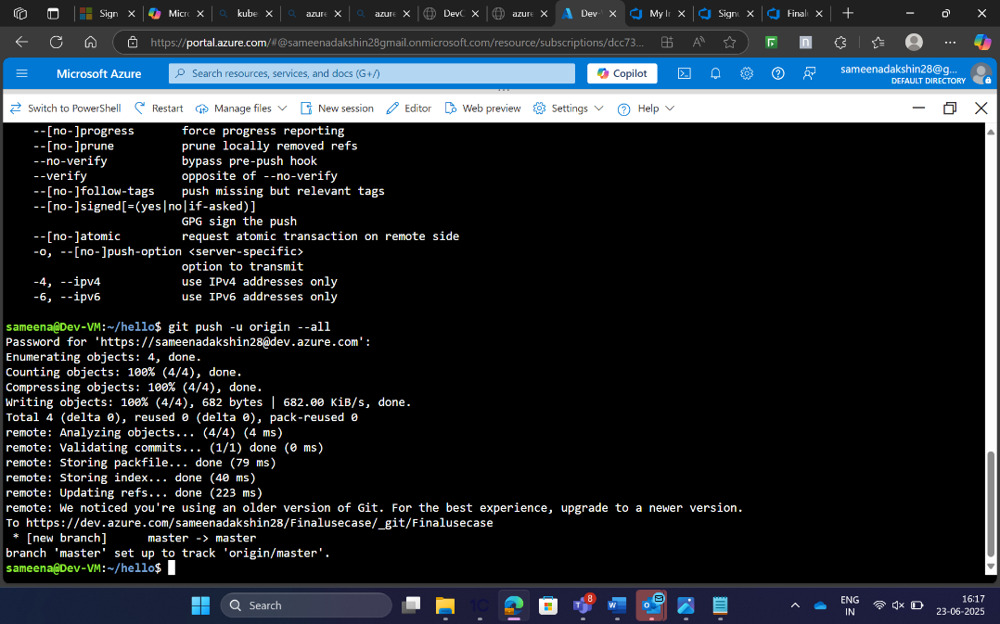 Sign
Micr
kube
azure
azure
DevC
azure
Dev-
My Ir
Signu
Final
https://portal.azure.com/#@sameenadakshin28gmail.onmicrosoft.com/resource/subscriptions/dcc73...
Microsoft Azure
Search resources, services, and docs (G+/)
Copilot
sameenadakshin28@g...
DEFAULT DIRECTORY
Switch to PowerShell
Restart
Manage files
New session
Editor
Web preview
Settings
Help
--[no-]progress force progress reporting
--[no-]prune prune locally removed refs
--no-verify bypass pre-push hook
--verify opposite of --no-verify
--[no-]follow-tags push missing but relevant tags
--[no-]signed[=(yes|no|if-asked)]
GPG sign the push
--[no-]atomic request atomic transaction on remote side
-o, --[no-]push-option <server-specific>
option to transmit
-4, --ipv4 use IPv4 addresses only
-6, --ipv6 use IPv6 addresses only
sameena@Dev-VM:~/hello$ git push -u origin --all
Password for 'https://sameenadakshin28@dev.azure.com':
Enumerating objects: 4, done.
Counting objects: 100% (4/4), done.
Compressing objects: 100% (4/4), done.
Writing objects: 100% (4/4), 682 bytes | 682.00 KiB/s, done.
Total 4 (delta 0), reused 0 (delta 0), pack-reused 0
remote: Analyzing objects... (4/4) (4 ms)
remote: Validating commits... (1/1) done (0 ms)
remote: Storing packfile... done (79 ms)
remote: Storing index... done (40 ms)
remote: Updating refs... done (223 ms)
remote: We noticed you're using an older version of Git. For the best experience, upgrade to a newer version.
To https://dev.azure.com/sameenadakshin28/Finalusecase/_git/Finalusecase
* [new branch] master -> master
branch 'master' set up to track 'origin/master'.
sameena@Dev-VM:~/hello$
Search
8
ENG
IN
16:17
23-06-2025